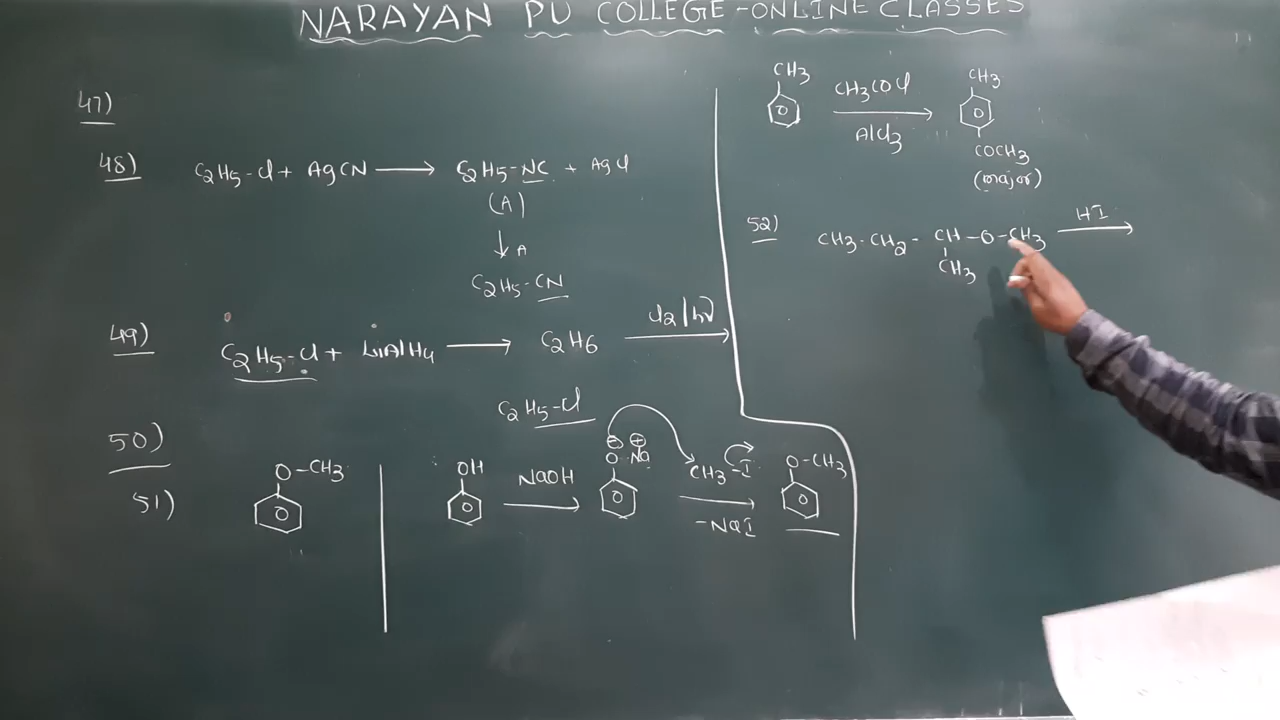 NARAYAN PU COLLEGE - ONLINE CLASSES
47)
48) C2H5-Cl + AgCN → C2H5-NC + AgCl
(A)
↓ Δ
C2H5-CN
49) C2H5-Cl + LiAlH4 → C2H6 → Cl2/hν
C2H5-Cl
50)
51) O-CH3
OH NaOH → ⊖ ⊕
O Na CH3-I → -NaI O-CH3
CH3 CH3COCl → AlCl3 CH3
COCH3
(major)
52) CH3-CH2-CH-O-CH3 HI →
CH3